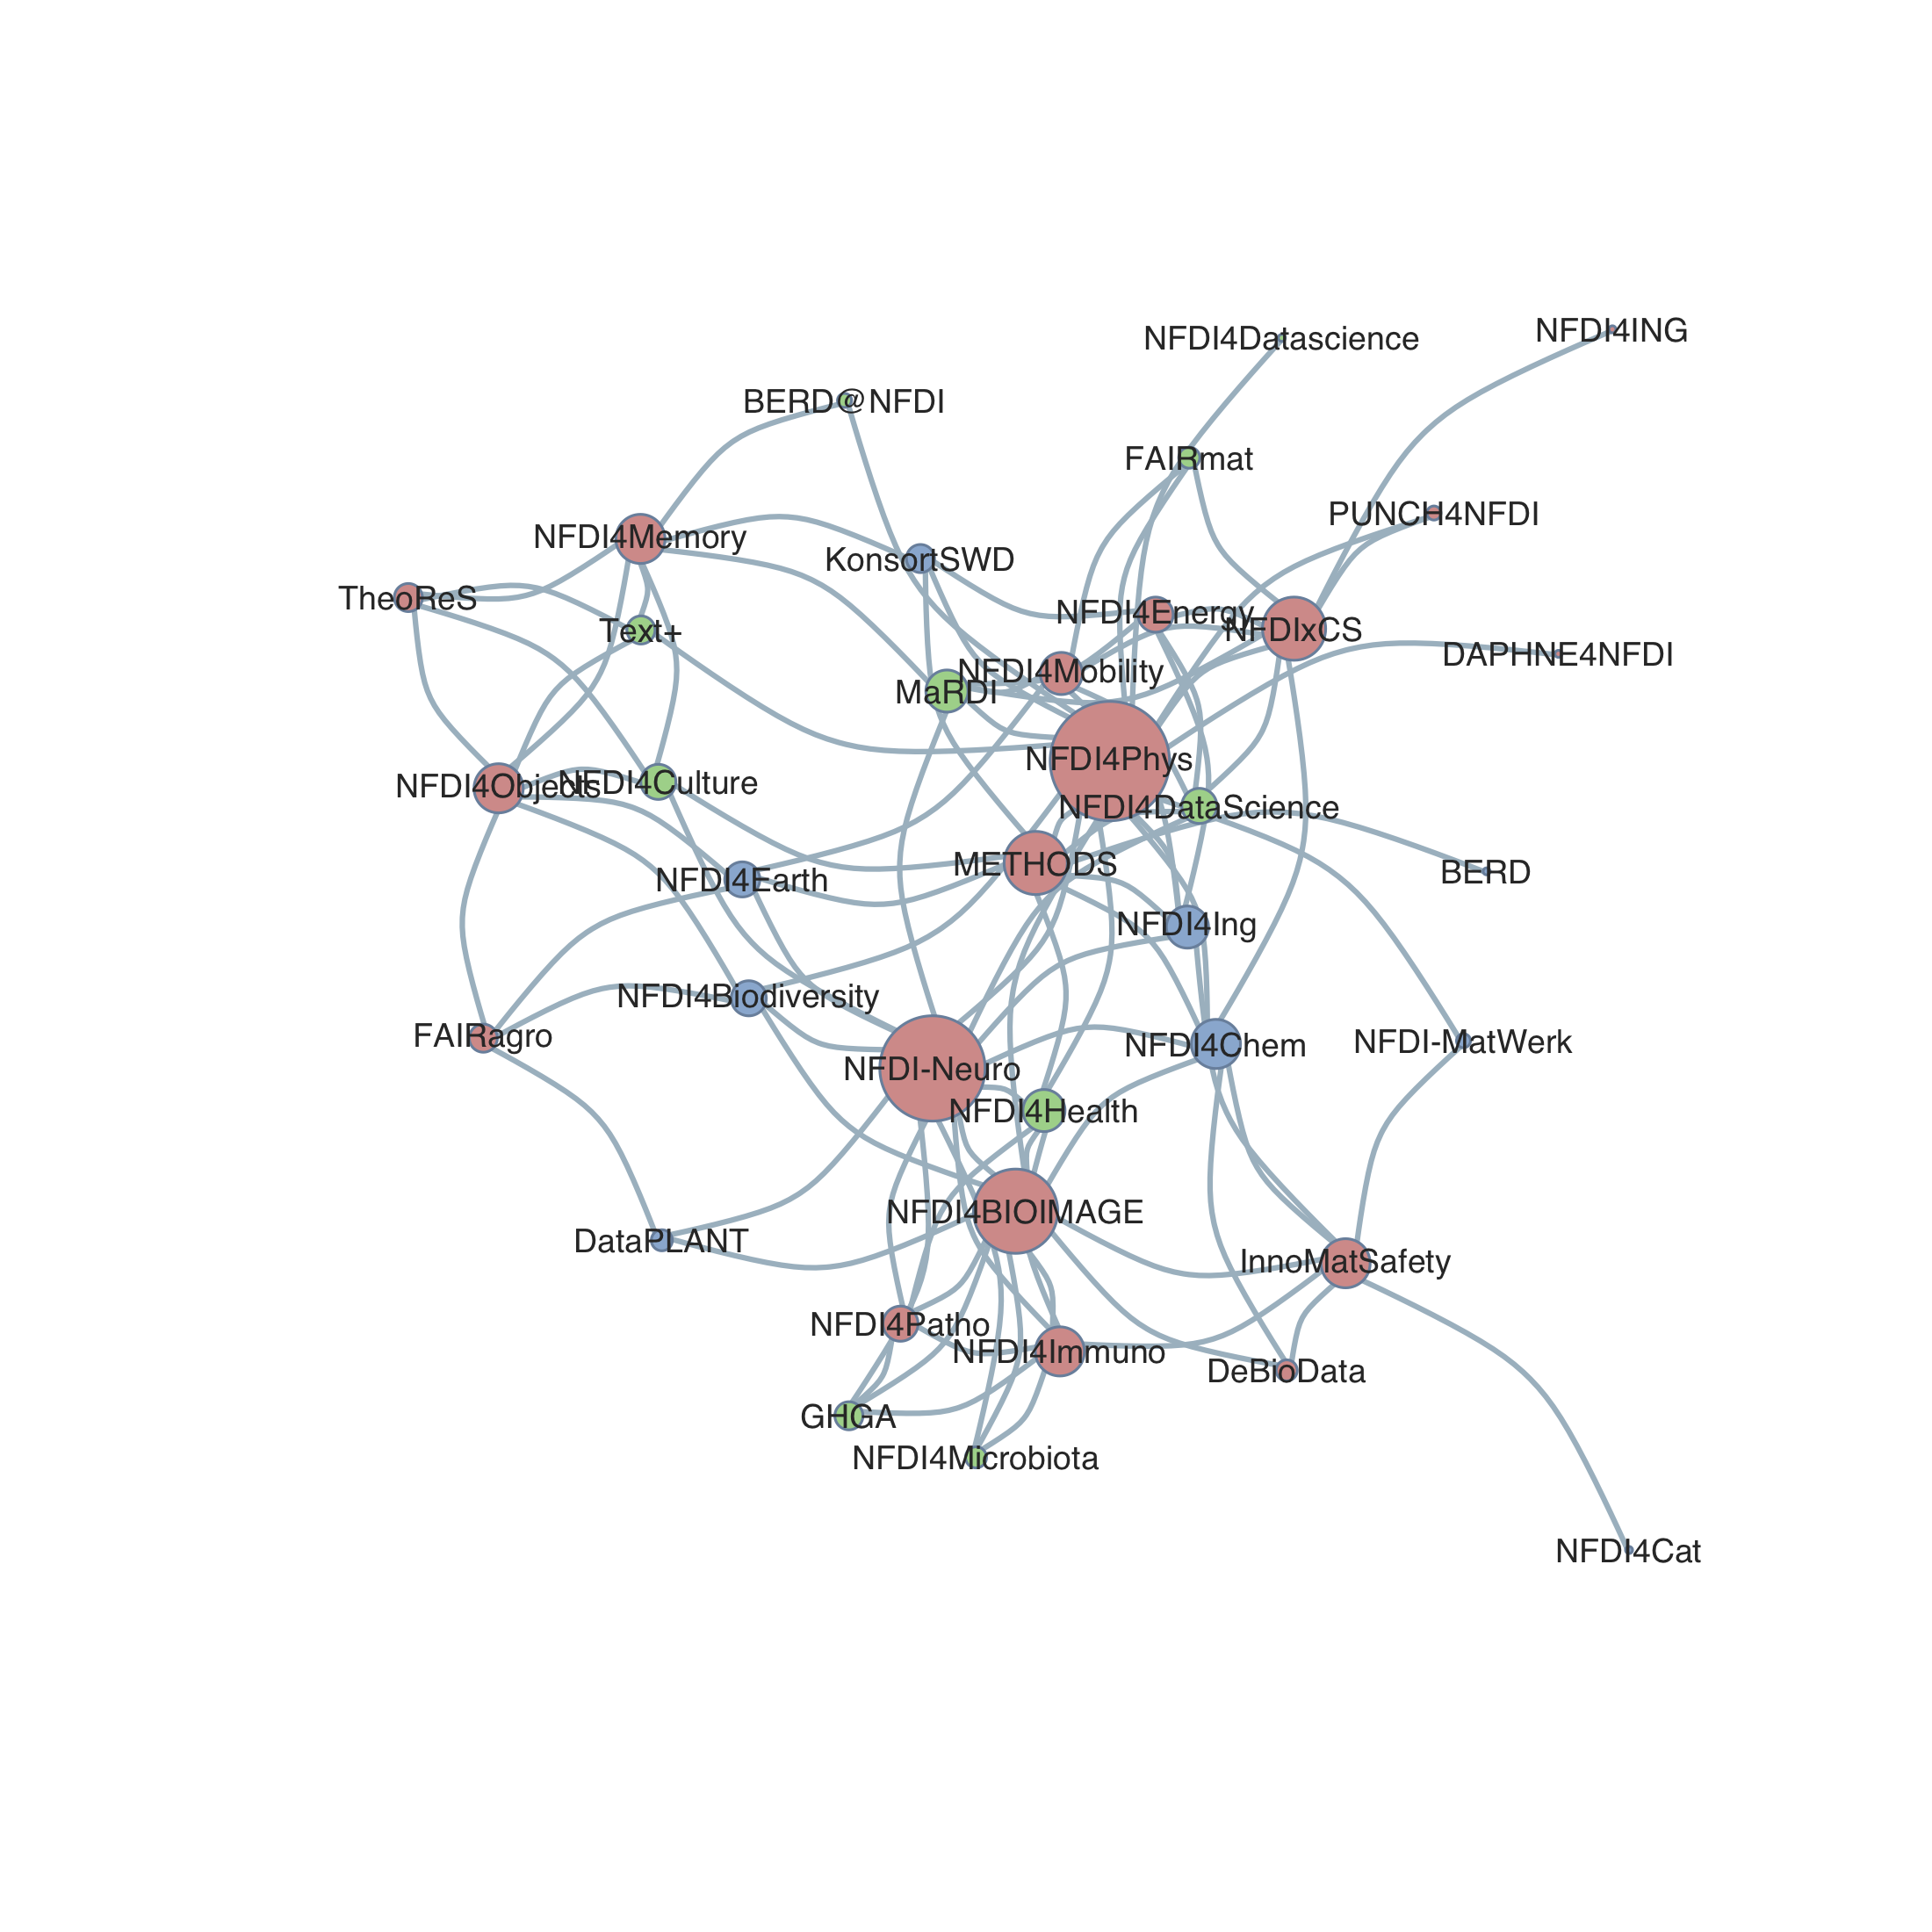 NFDI4ING
NFDI4Datascience
BERD@NFDI
FAIRmat
PUNCH4NFDI
NFDI4Memory
KonsortSWD
TheoReS
NFDI4Energy
Text+
NFDIxCS
DAPHNE4NFDI
NFDI4Mobility
MaRDI
NFDI4Phys
NFDI4Objects
NFDI4Culture
NFDI4DataScience
METHODS
BERD
NFDI4Earth
NFDI4Ing
NFDI4Biodiversity
FAIRagro
NFDI-MatWerk
NFDI4Chem
NFDI-Neuro
NFDI4Health
NFDI4BIOIMAGE
DataPLANT
InnoMatSafety
NFDI4Patho
NFDI4Immuno
DeBioData
GHGA
NFDI4Microbiota
NFDI4Cat